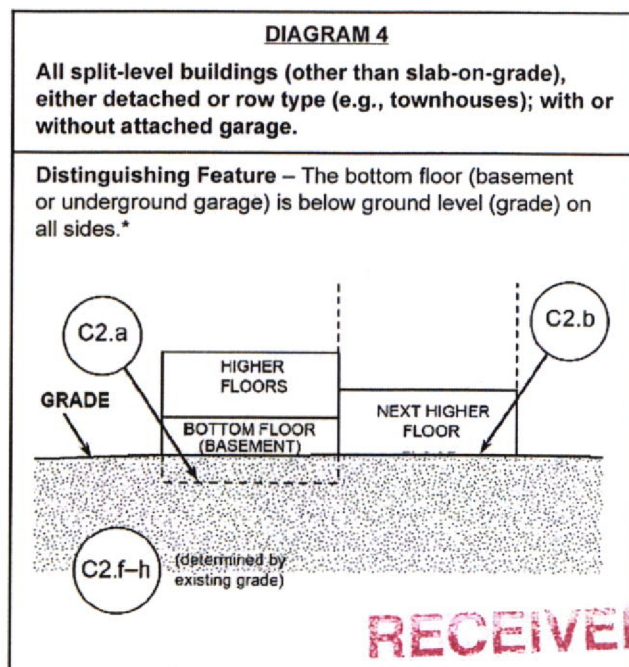 DIAGRAM 4
All split-level buildings (other than slab-on-grade),
either detached or row type (e.g., townhouses); with or
without attached garage.
Distinguishing Feature – The bottom floor (basement
or underground garage) is below ground level (grade) on
all sides.*
C2.a
C2.b
HIGHER
FLOORS
GRADE
NEXT HIGHER
FLOOR
BOTTOM FLOOR
(BASEMENT)
C2.f–h
(determined by
existing grade)
RECEIVE